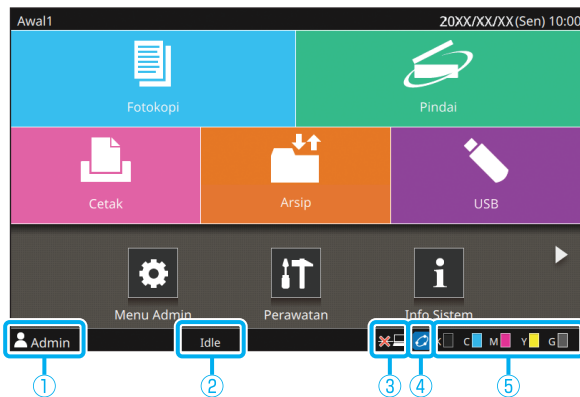 Awal1 20XX/XX/XX(Sen) 10:00
Fotokopi Pindai
Cetak Arsip USB
Menu Admin Perawatan Info Sistem
Admin Idle K C M Y G
① ② ③ ④ ⑤